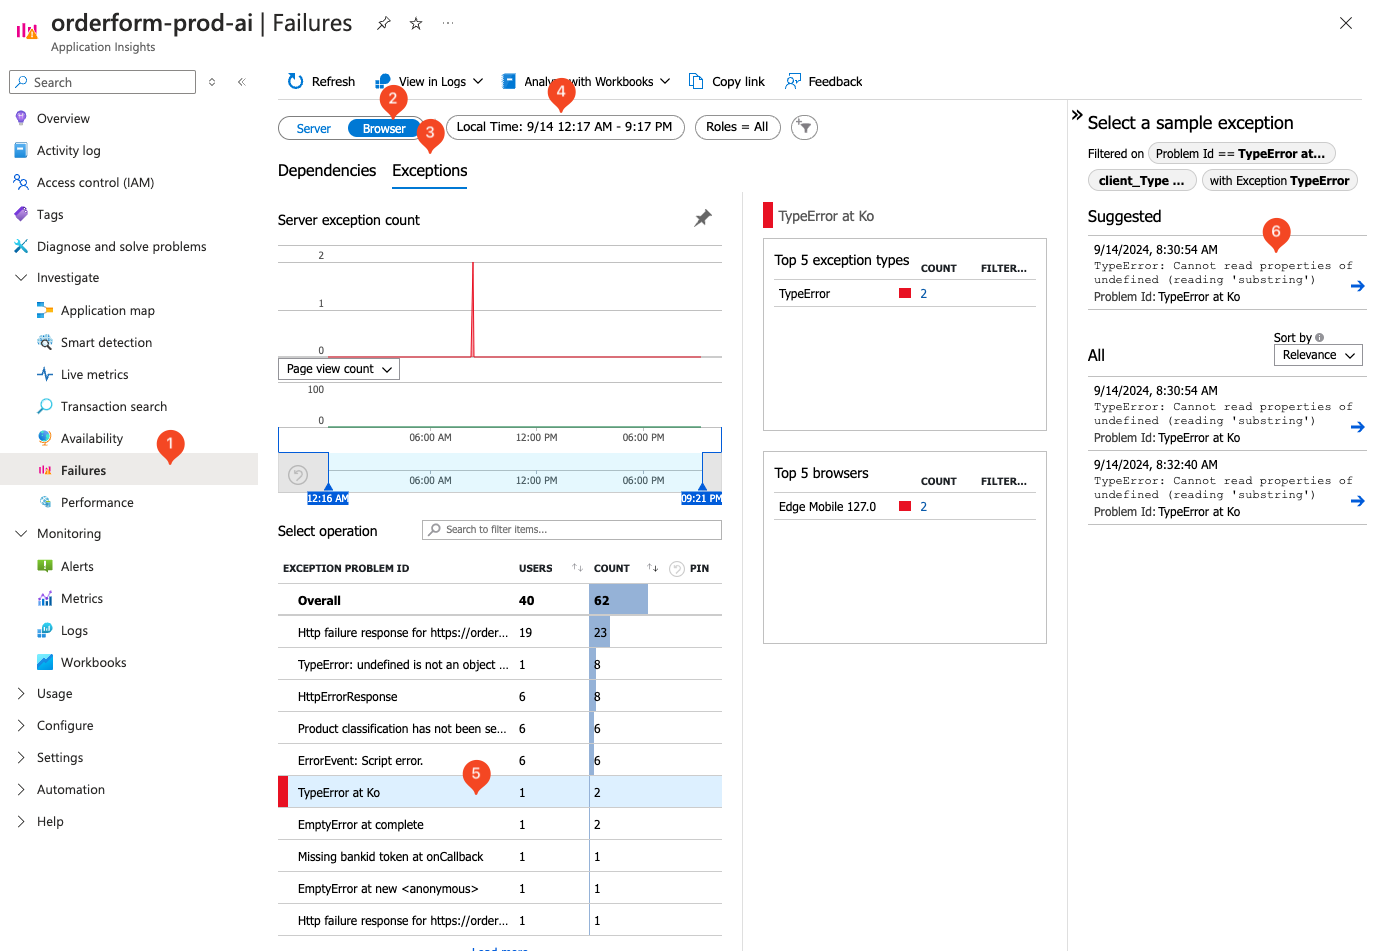 orderform-prod-ai | Failures
Application Insights
Search
Overview
Activity log
Access control (IAM)
Tags
Diagnose and solve problems
Investigate
Application map
Smart detection
Live metrics
Transaction search
Availability
1
Failures
Performance
Monitoring
Alerts
Metrics
Logs
Workbooks
Usage
Configure
Settings
Automation
Help
Refresh
View in Logs
Analyze with Workbooks
Copy link
Feedback
2
3
4
Server
Browser
Local Time: 9/14 12:17 AM - 9:17 PM
Roles = All
Dependencies
Exceptions
Server exception count
2
1
0
Page view count
100
0
06:00 AM 12:00 PM 06:00 PM
06:00 AM 12:00 PM 06:00 PM
12:16 AM 09:21 PM
Select operation
Search to filter items...
EXCEPTION PROBLEM ID USERS COUNT PIN
Overall 40 62
Http failure response for https://order... 19 23
TypeError: undefined is not an object ... 1 8
HttpErrorResponse 6 8
Product classification has not been se... 6 6
ErrorEvent: Script error. 6 6
5
TypeError at Ko 1 2
EmptyError at complete 1 2
Missing bankid token at onCallback 1 1
EmptyError at new <anonymous> 1 1
Http failure response for https://order... 1 1
Load more
TypeError at Ko
Top 5 exception types COUNT FILTER...
TypeError 2
Top 5 browsers COUNT FILTER...
Edge Mobile 127.0 2
Select a sample exception
Filtered on Problem Id == TypeError at...
client_Type ... with Exception TypeError
Suggested
6
9/14/2024, 8:30:54 AM
TypeError: Cannot read properties of
undefined (reading 'substring')
Problem Id: TypeError at Ko
Sort by
All
Relevance
9/14/2024, 8:30:54 AM
TypeError: Cannot read properties of
undefined (reading 'substring')
Problem Id: TypeError at Ko
9/14/2024, 8:32:40 AM
TypeError: Cannot read properties of
undefined (reading 'substring')
Problem Id: TypeError at Ko